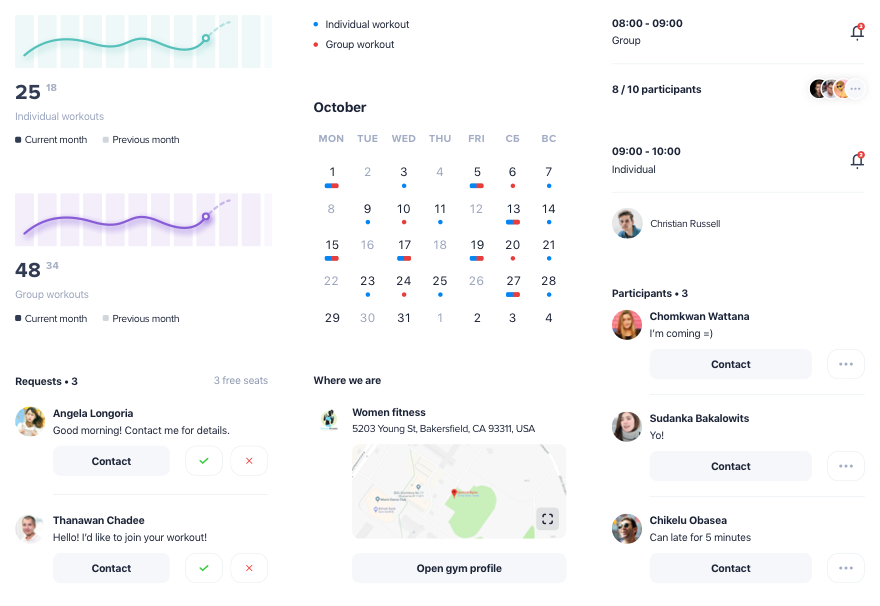 25 18
Individual workouts
Current month Previous month
48 34
Group workouts
Current month Previous month
Requests • 3 3 free seats
Angela Longoria
Good morning! Contact me for details.
Contact
Thanawan Chadee
Hello! I'd like to join your workout!
Contact
Individual workout
Group workout
October
MON TUE WED THU FRI СБ ВС
1 2 3 4 5 6 7
8 9 10 11 12 13 14
15 16 17 18 19 20 21
22 23 24 25 26 27 28
29 30 31 1 2 3 4
Where we are
Women fitness
5203 Young St, Bakersfield, CA 93311, USA
Open gym profile
08:00 - 09:00
Group
8 / 10 participants
09:00 - 10:00
Individual
Christian Russell
Participants • 3
Chomkwan Wattana
I'm coming =)
Contact
Sudanka Bakalowits
Yo!
Contact
Chikelu Obasea
Can late for 5 minutes
Contact